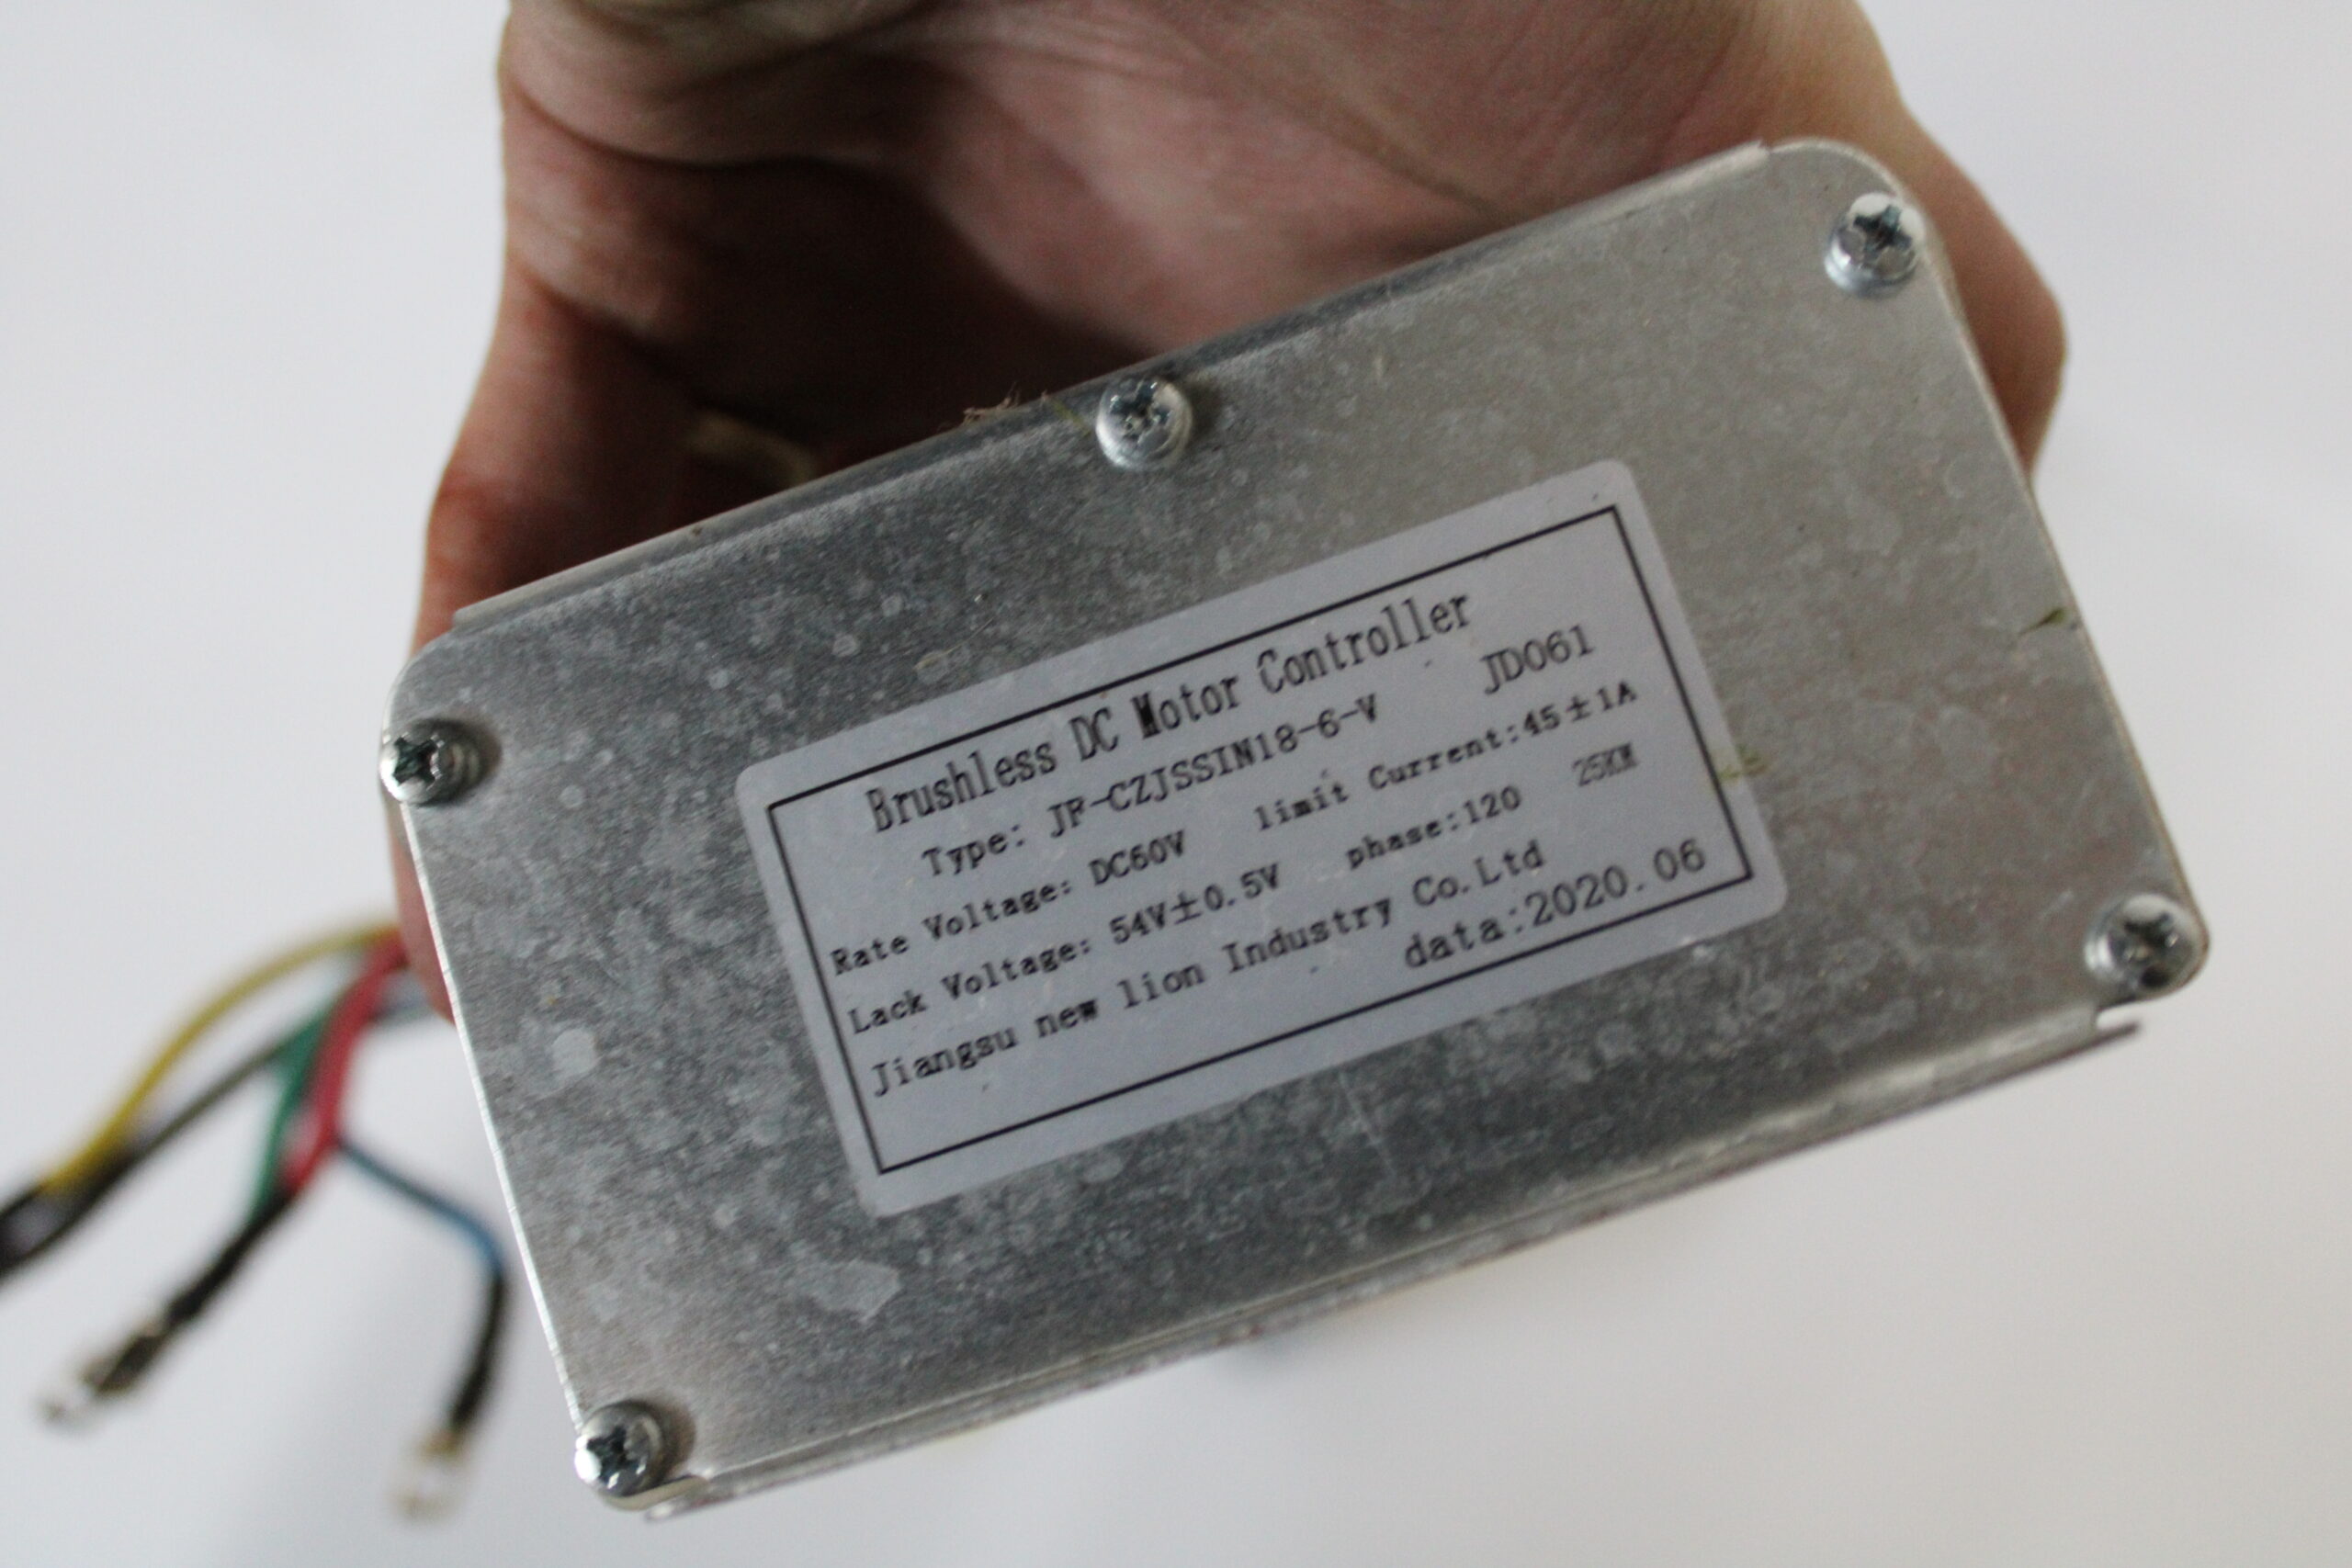 Brushless DC Motor Controller
Type: JF-CZJSSIN18-6-V JD061
Rate Voltage: DC60V limit Current:45±1A
Lack Voltage: 54V±0.5V phase:120 25KM
Jiangsu new lion Industry Co.Ltd
data:2020.06